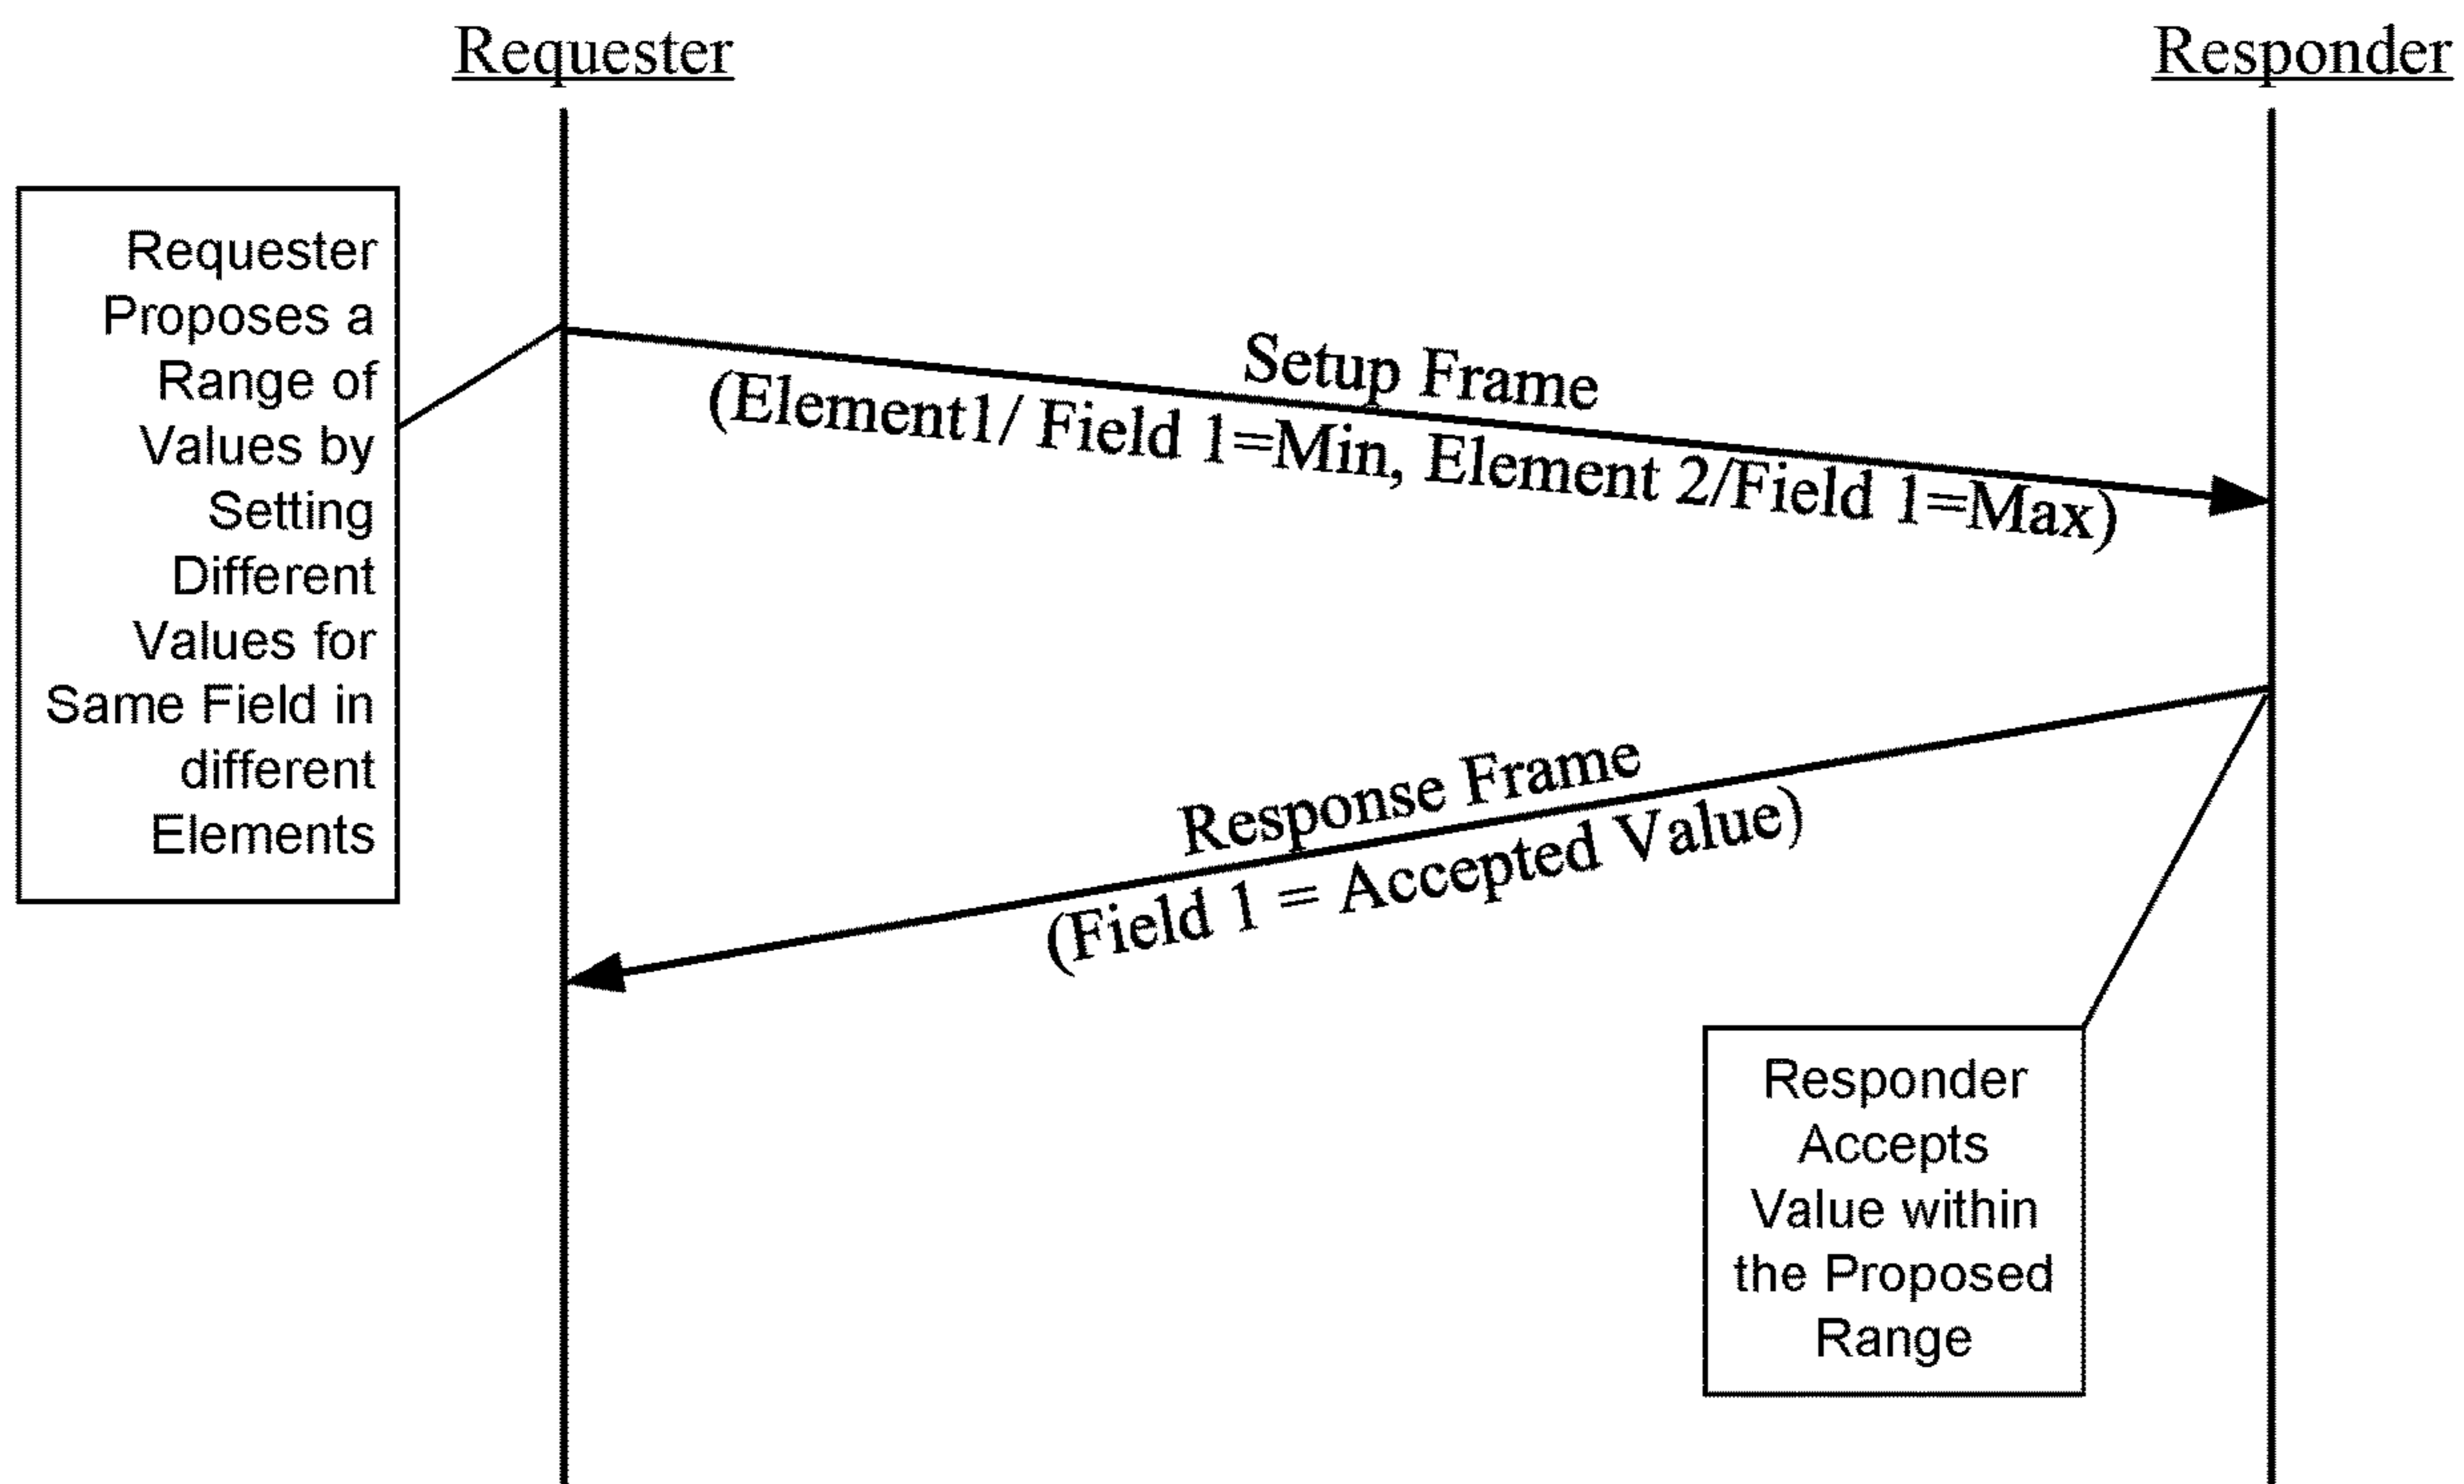 Requester
Responder
Requester
Proposes a
Range of
Values by
Setting
Different
Values for
Same Field in
different
Elements
Setup Frame
(Element1/ Field 1=Min, Element 2/Field 1=Max)
Response Frame
(Field 1 = Accepted Value)
Responder
Accepts
Value within
the Proposed
Range